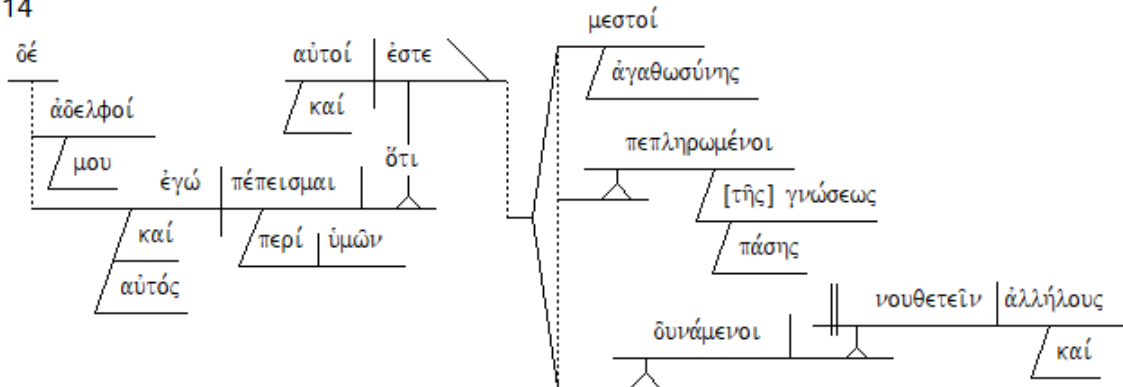 14
δέ
ἀδελφοί
μου
ἐγώ πέπεισμαι
καί
αὐτός
περί ὑμῶν
ὅτι
αὐτοί ἐστε
καί
μεστοί
ἀγαθωσύνης
πεπληρωμένοι
[τῆς] γνώσεως
πάσης
δυνάμενοι
νουθετεῖν ἀλλήλους
καί